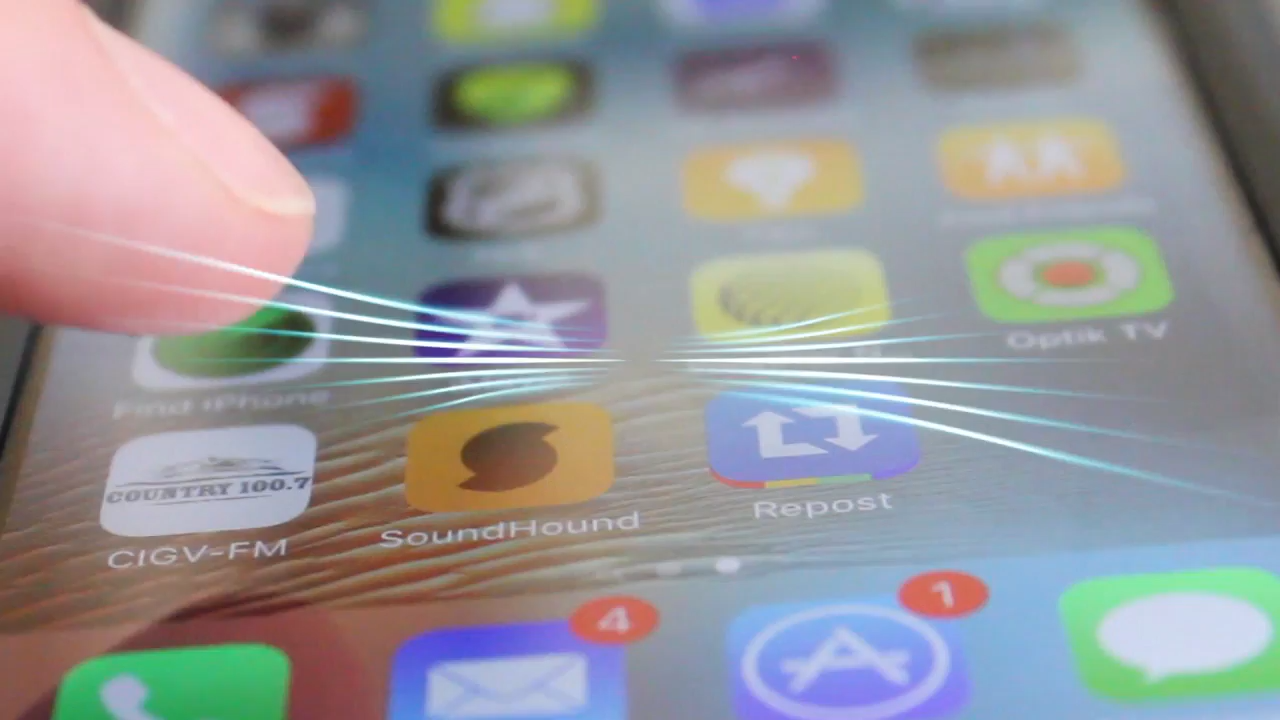 Optik TV
Find iPhone
COUNTRY 100.7
CIGV-FM
SoundHound
Repost
4
1